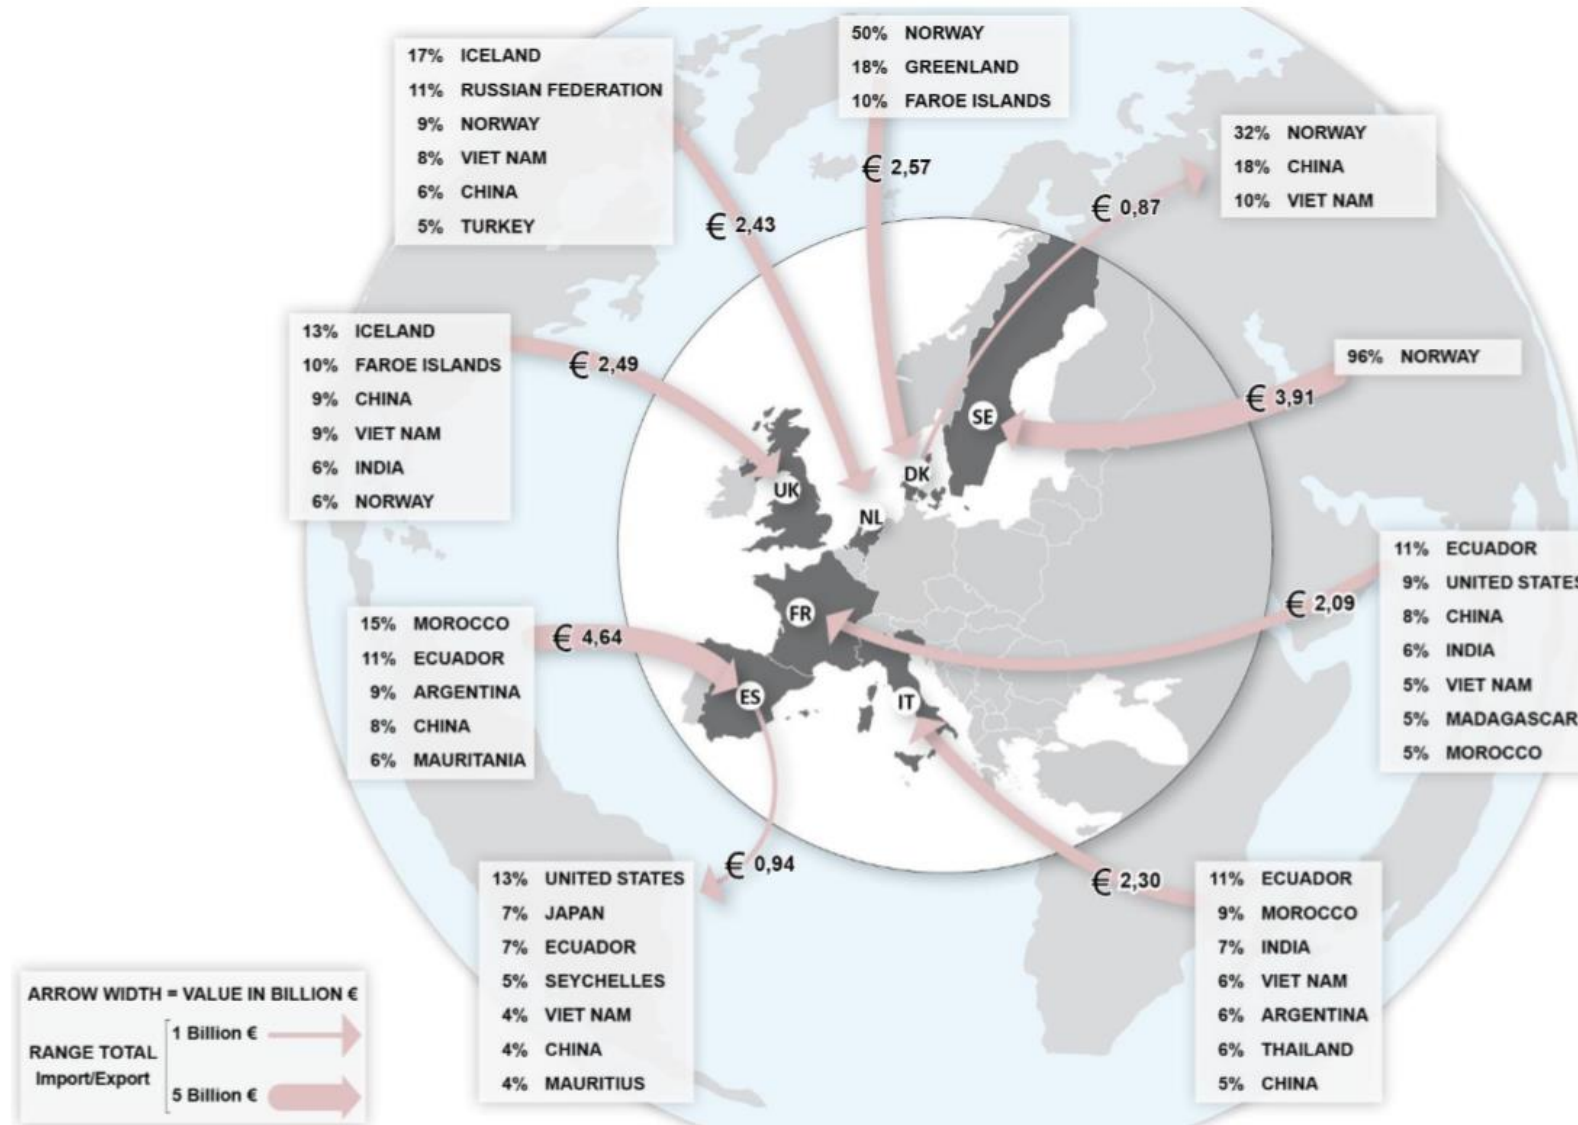 17% ICELAND
11% RUSSIAN FEDERATION
9% NORWAY
8% VIET NAM
6% CHINA
5% TURKEY
50% NORWAY
18% GREENLAND
10% FAROE ISLANDS
32% NORWAY
18% CHINA
10% VIET NAM
€ 2,57
€ 0,87
€ 2,43
13% ICELAND
10% FAROE ISLANDS
9% CHINA
9% VIET NAM
6% INDIA
6% NORWAY
€ 2,49
96% NORWAY
€ 3,91
SE
DK
UK
NL
FR
ES
IT
11% ECUADOR
9% UNITED STATES
8% CHINA
6% INDIA
5% VIET NAM
5% MADAGASCAR
5% MOROCCO
€ 2,09
15% MOROCCO
11% ECUADOR
9% ARGENTINA
8% CHINA
6% MAURITANIA
€ 4,64
€ 0,94
€ 2,30
13% UNITED STATES
7% JAPAN
7% ECUADOR
5% SEYCHELLES
4% VIET NAM
4% CHINA
4% MAURITIUS
11% ECUADOR
9% MOROCCO
7% INDIA
6% VIET NAM
6% ARGENTINA
6% THAILAND
5% CHINA
ARROW WIDTH = VALUE IN BILLION €
RANGE TOTAL
Import/Export
1 Billion €
5 Billion €